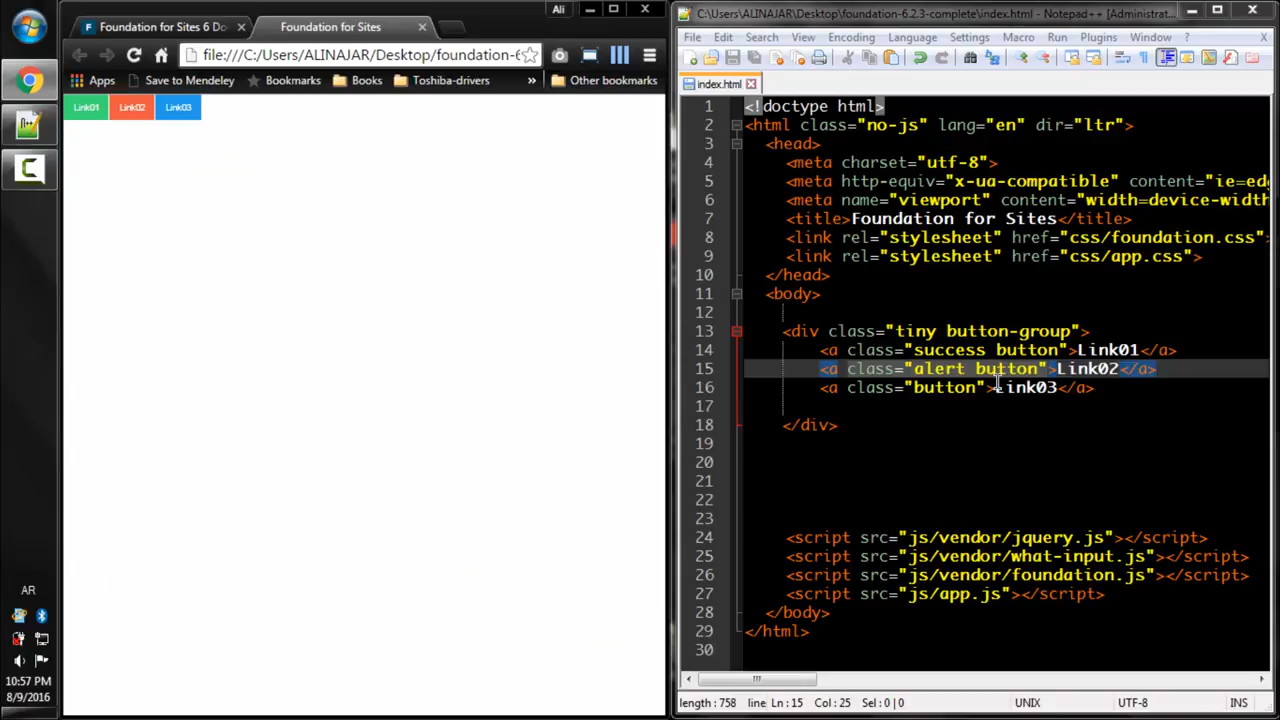 Foundation for Sites 6 Do
Foundation for Sites
Ali
file:///C:/Users/ALINAJAR/Desktop/foundation-6
Apps
Save to Mendeley
Bookmarks
Books
Toshiba-drivers
»
Other bookmarks
Link01
Link02
Link03
AR
10:57 PM
8/9/2016
C:\Users\ALINAJAR\Desktop\foundation-6.2.3-complete\index.html - Notepad++ [Administrat...
File Edit Search View Encoding Language Settings Macro Run Plugins Window ? X
index.html
1 <!doctype html>
2 <html class="no-js" lang="en" dir="ltr">
3 <head>
4 <meta charset="utf-8">
5 <meta http-equiv="x-ua-compatible" content="ie=ed
6 <meta name="viewport" content="width=device-width
7 <title>Foundation for Sites</title>
8 <link rel="stylesheet" href="css/foundation.css">
9 <link rel="stylesheet" href="css/app.css">
10 </head>
11 <body>
12
13 <div class="tiny button-group">
14 <a class="success button">Link01</a>
15 <a class="alert button">Link02</a>
16 <a class="button">Link03</a>
17
18 </div>
19
20
21
22
23
24 <script src="js/vendor/jquery.js"></script>
25 <script src="js/vendor/what-input.js"></script>
26 <script src="js/vendor/foundation.js"></script>
27 <script src="js/app.js"></script>
28 </body>
29 </html>
30
length : 758 line Ln : 15 Col : 25 Sel : 0 | 0 UNIX UTF-8 INS